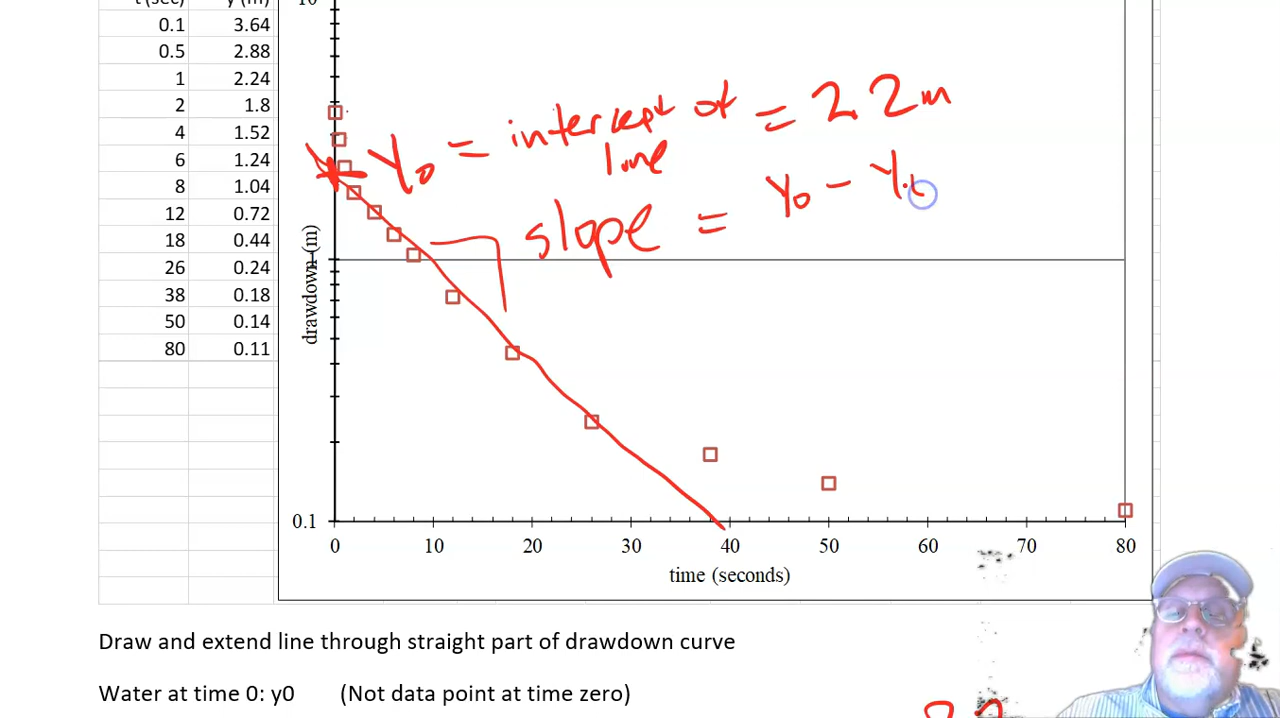 t (sec) y (m)
0.1 3.64
0.5 2.88
1 2.24
2 1.8
4 1.52
6 1.24
8 1.04
12 0.72
18 0.44
26 0.24
38 0.18
50 0.14
80 0.11
10
y0 = intercept of line = 2.2 m
slope = y0 - y
drawdown (m)
0.1
0 10 20 30 40 50 60 70 80
time (seconds)
Draw and extend line through straight part of drawdown curve
Water at time 0: y0 (Not data point at time zero)